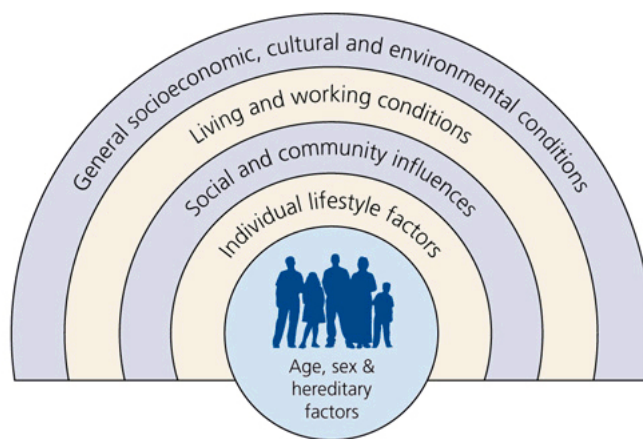 General socioeconomic, cultural and environmental conditions
Living and working conditions
Social and community influences
Individual lifestyle factors
Age, sex &
hereditary
factors